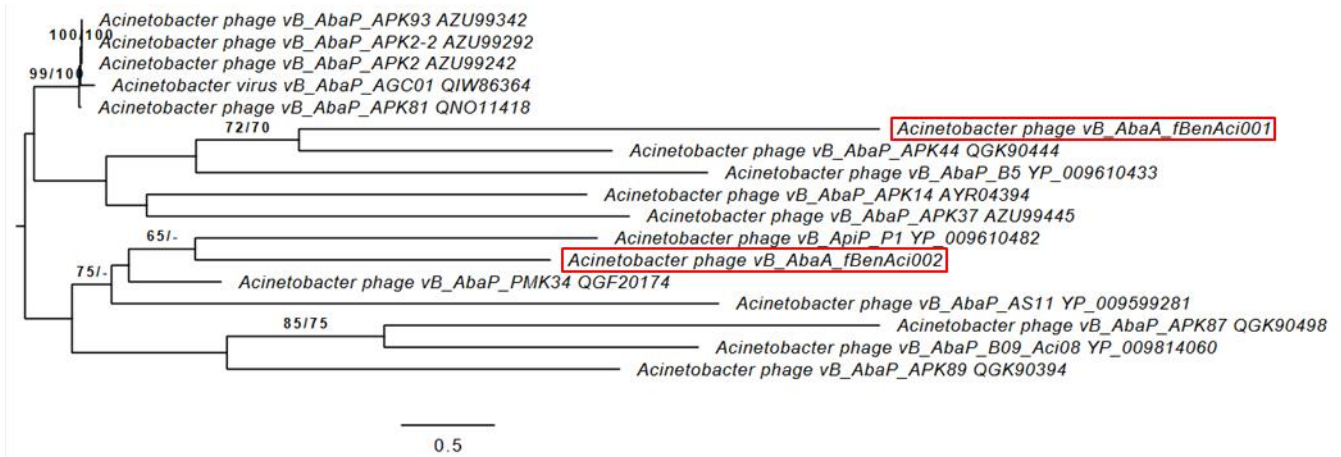 Acinetobacter phage vB_AbaP_APK93 AZU99342
100/100
Acinetobacter phage vB_AbaP_APK2-2 AZU99292
Acinetobacter phage vB_AbaP_APK2 AZU99242
99/100
Acinetobacter virus vB_AbaP_AGC01 QIW86364
Acinetobacter phage vB_AbaP_APK81 QNO11418
72/70
Acinetobacter phage vB_AbaA_fBenAci001
Acinetobacter phage vB_AbaP_APK44 QGK90444
Acinetobacter phage vB_AbaP_B5 YP_009610433
Acinetobacter phage vB_AbaP_APK14 AYR04394
Acinetobacter phage vB_AbaP_APK37 AZU99445
65/-
Acinetobacter phage vB_ApiP_P1 YP_009610482
Acinetobacter phage vB_AbaA_fBenAci002
75/-
Acinetobacter phage vB_AbaP_PMK34 QGF20174
Acinetobacter phage vB_AbaP_AS11 YP_009599281
85/75
Acinetobacter phage vB_AbaP_APK87 QGK90498
Acinetobacter phage vB_AbaP_B09_Aci08 YP_009814060
Acinetobacter phage vB_AbaP_APK89 QGK90394
0.5